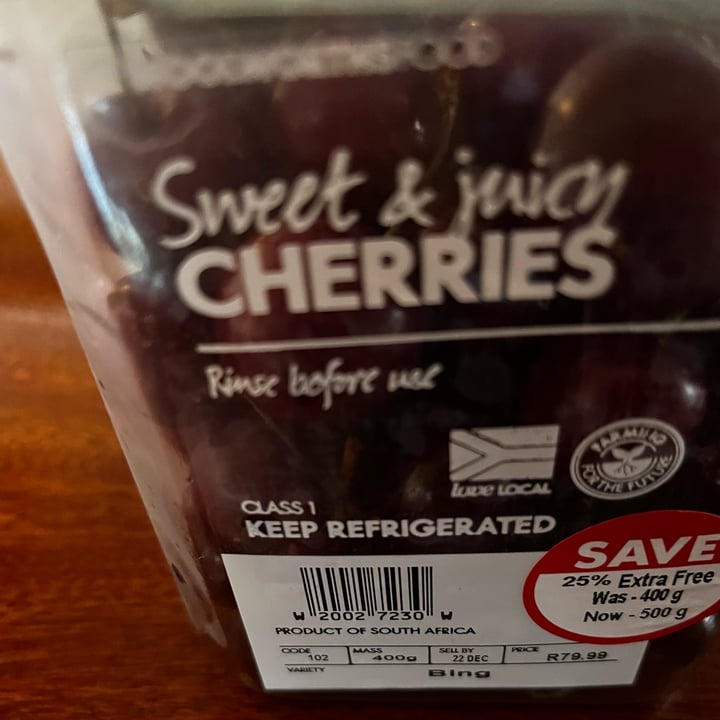 WOOLWORTHS FOOD
Sweet & juicy
CHERRIES
Rinse before use
love LOCAL
FARMING
FOR THE FUTURE
CLASS 1
KEEP REFRIGERATED
SAVE
25% Extra Free
Was - 400 g
Now - 500 g
W 2002 7230 W
PRODUCT OF SOUTH AFRICA
CODE MASS SELL BY PRICE
102 400g 22 DEC R79.99
VARIETY Bing